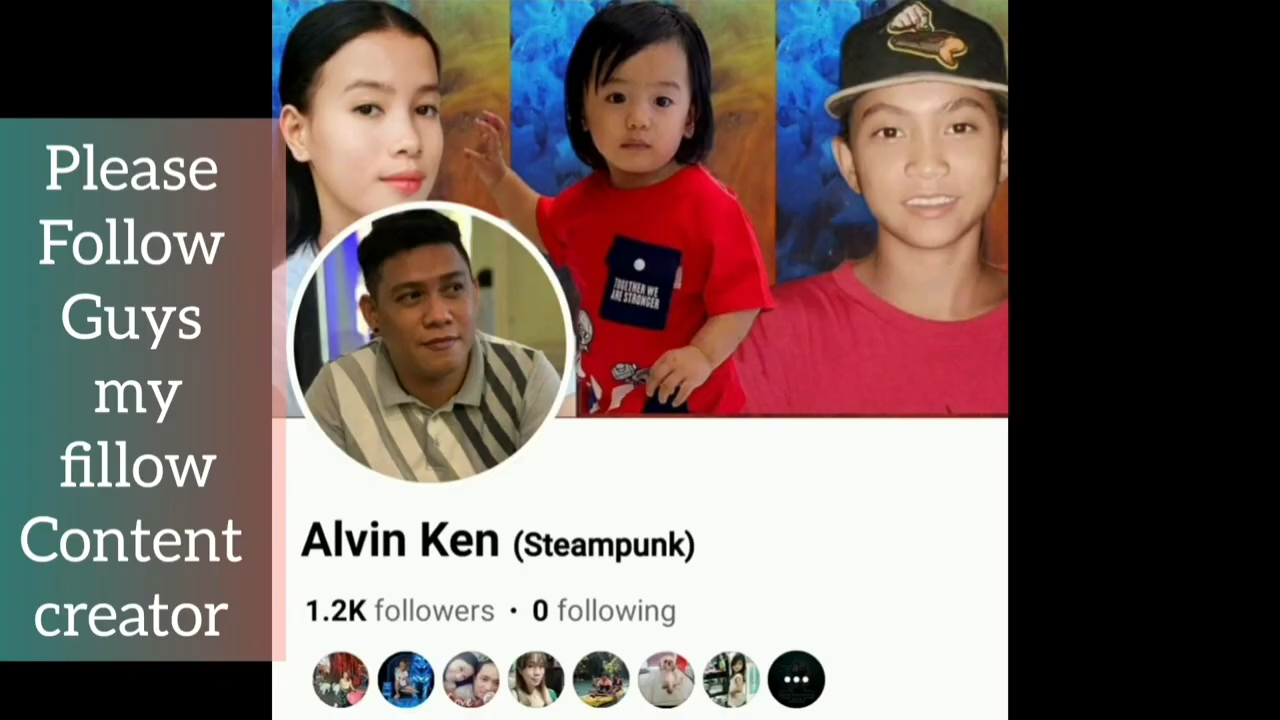 Please
Follow
Guys
my
fillow
Content
creator
TOGETHER WE
ARE STRONGER
Alvin Ken (Steampunk)
1.2K followers · 0 following